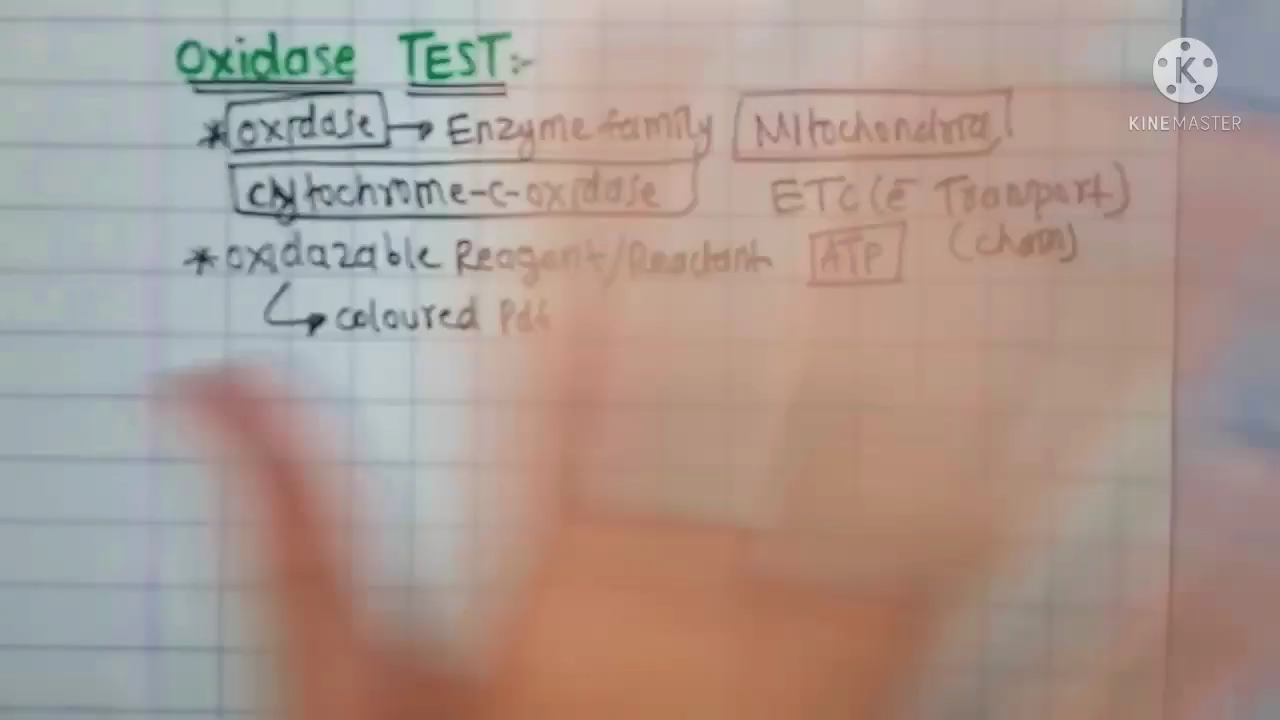 Oxidase TEST:-
* oxidase → Enzyme family Mitochondria
cytochrome-c-oxidase ETC (ē Transport)
(chain)
* oxidazable Reagent/Reactant ATP
↳ coloured Pdt
K
KINEMASTER